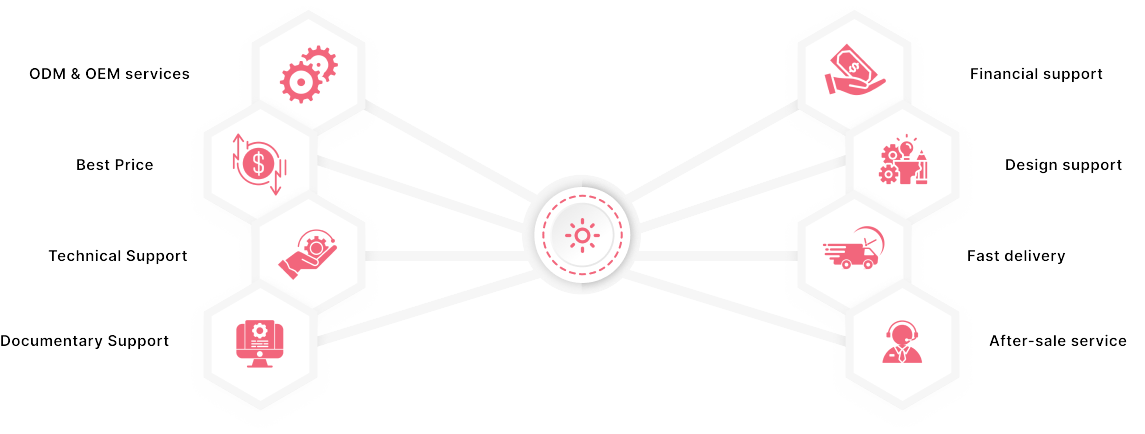 ODM & OEM services
Best Price
Technical Support
Documentary Support
Financial support
Design support
Fast delivery
After-sale service